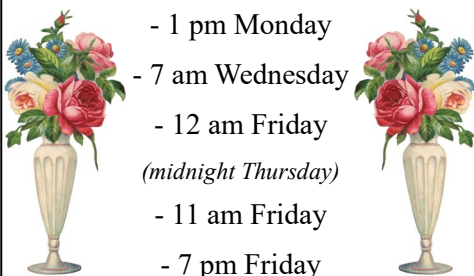 - 1 pm Monday
- 7 am Wednesday
- 12 am Friday
(midnight Thursday)
- 11 am Friday
- 7 pm Friday